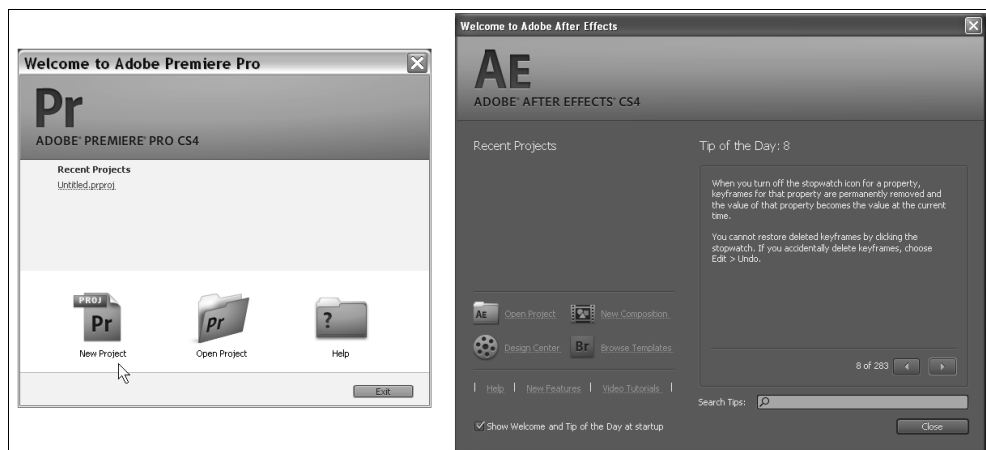 Welcome to Adobe Premiere Pro
Pr
ADOBE® PREMIERE® PRO CS4
Recent Projects
Untitled.prproj
PROJ
Pr
Pr
?
New Project
Open Project
Help
Exit
Welcome to Adobe After Effects
AE
ADOBE® AFTER EFFECTS® CS4
Recent Projects
Tip of the Day: 8
When you turn off the stopwatch icon for a property,
keyframes for that property are permanently removed and
the value of that property becomes the value at the current
time.
You cannot restore deleted keyframes by clicking the
stopwatch. If you accidentally delete keyframes, choose
Edit > Undo.
AE Open Project
New Composition
Design Center
Br Browse Templates
8 of 283
| Help | New Features | Video Tutorials |
Search Tips:
Show Welcome and Tip of the Day at startup
Close